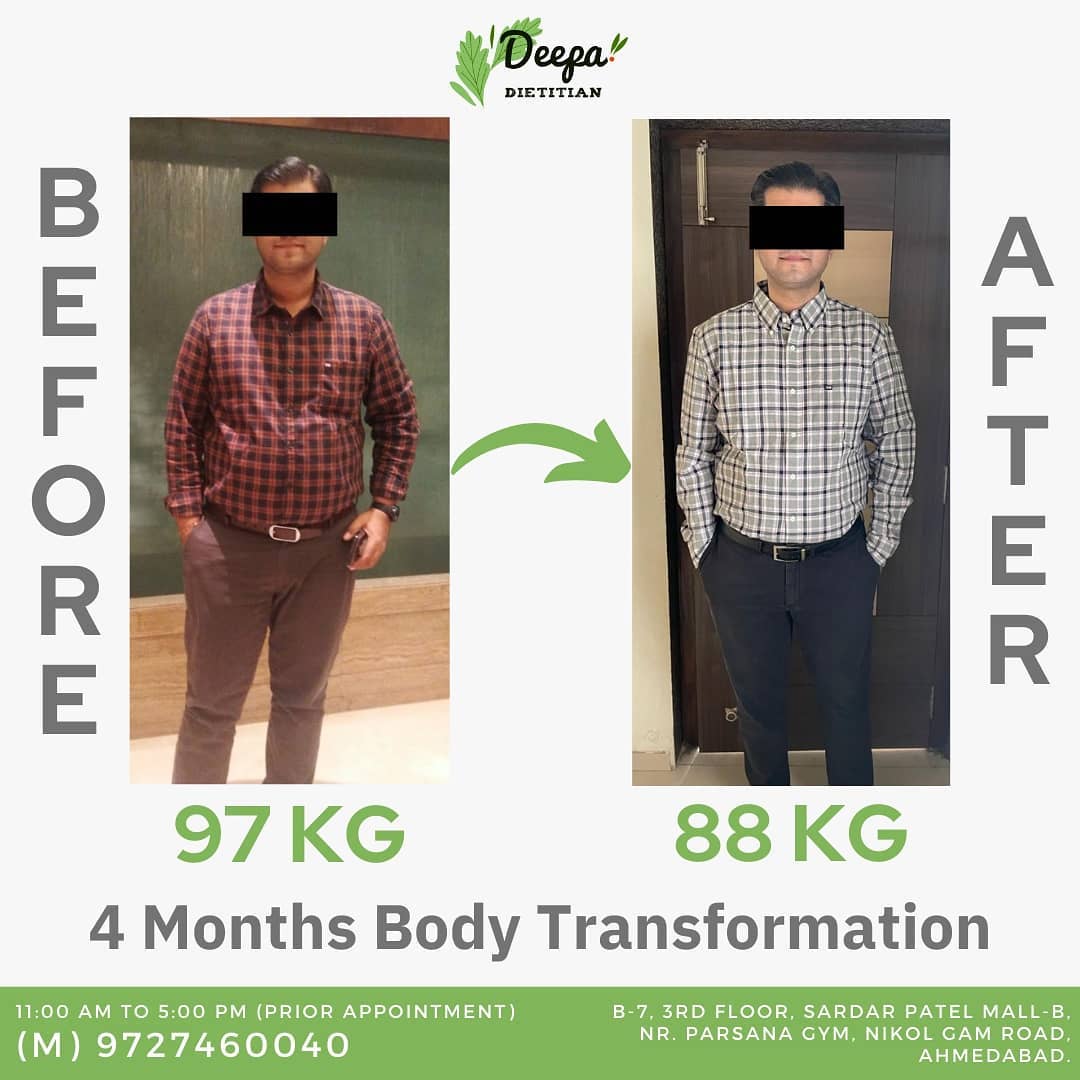 Deepa
DIETITIAN
BEFORE
AFTER
97 KG
88 KG
4 Months Body Transformation
11:00 AM TO 5:00 PM (PRIOR APPOINTMENT)
(M) 9727460040
B-7, 3RD FLOOR, SARDAR PATEL MALL-B,
NR. PARSANA GYM, NIKOL GAM ROAD,
AHMEDABAD.